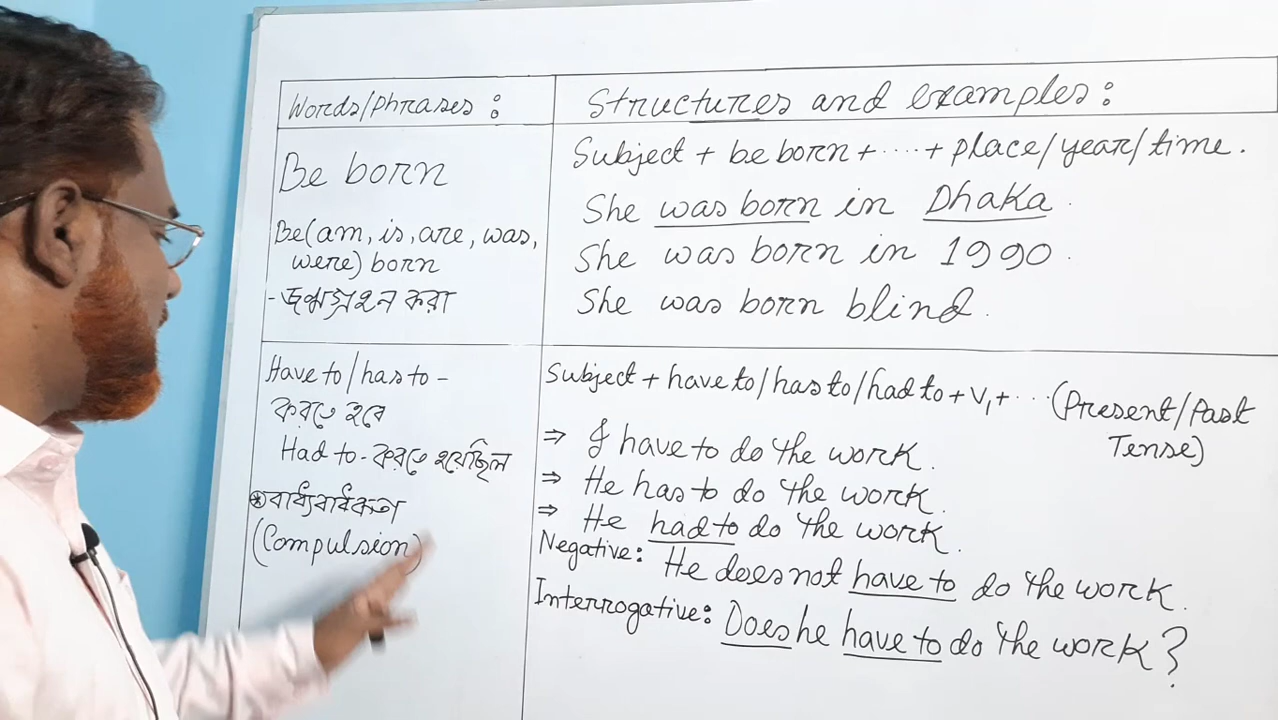 Words/phrases :
Structures and examples :
Be born
Be(am, is, are, was,
were) born
- জন্মগ্রহন করা
Subject + be born + ····+ place/year/time.
She was born in Dhaka.
She was born in 1990.
She was born blind.
Have to/has to -
করতে হবে
Had to - করতে হয়েছিল
বাধ্যবাধকতা
(Compulsion)
Subject + have to/has to/had to + V₁ + ··· (Present/Past
Tense)
⇒ I have to do the work.
⇒ He has to do the work.
⇒ He had to do the work.
Negative: He does not have to do the work.
Interrogative: Does he have to do the work?